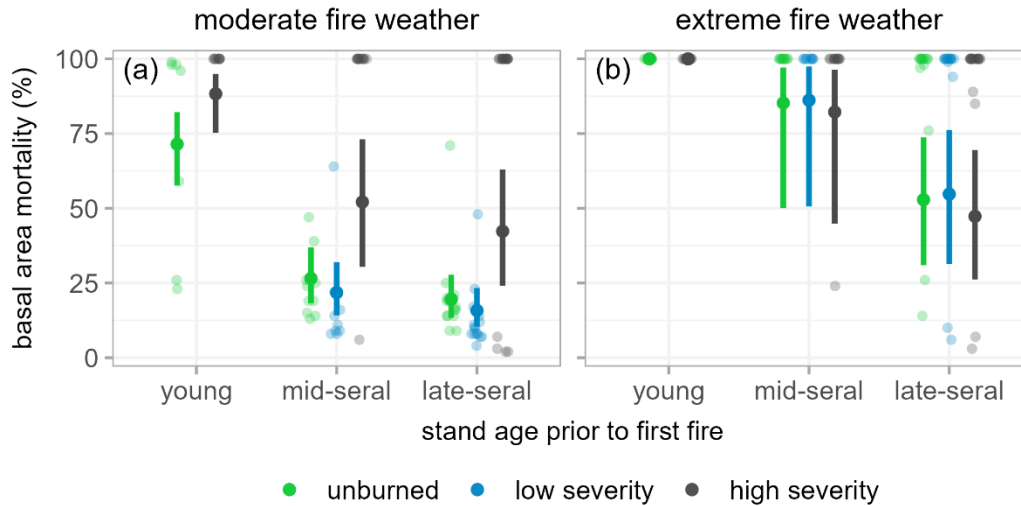 moderate fire weather
extreme fire weather
basal area mortality (%)
100
75
50
25
0
(a)
(b)
young
mid-seral
late-seral
young
mid-seral
late-seral
stand age prior to first fire
unburned
low severity
high severity